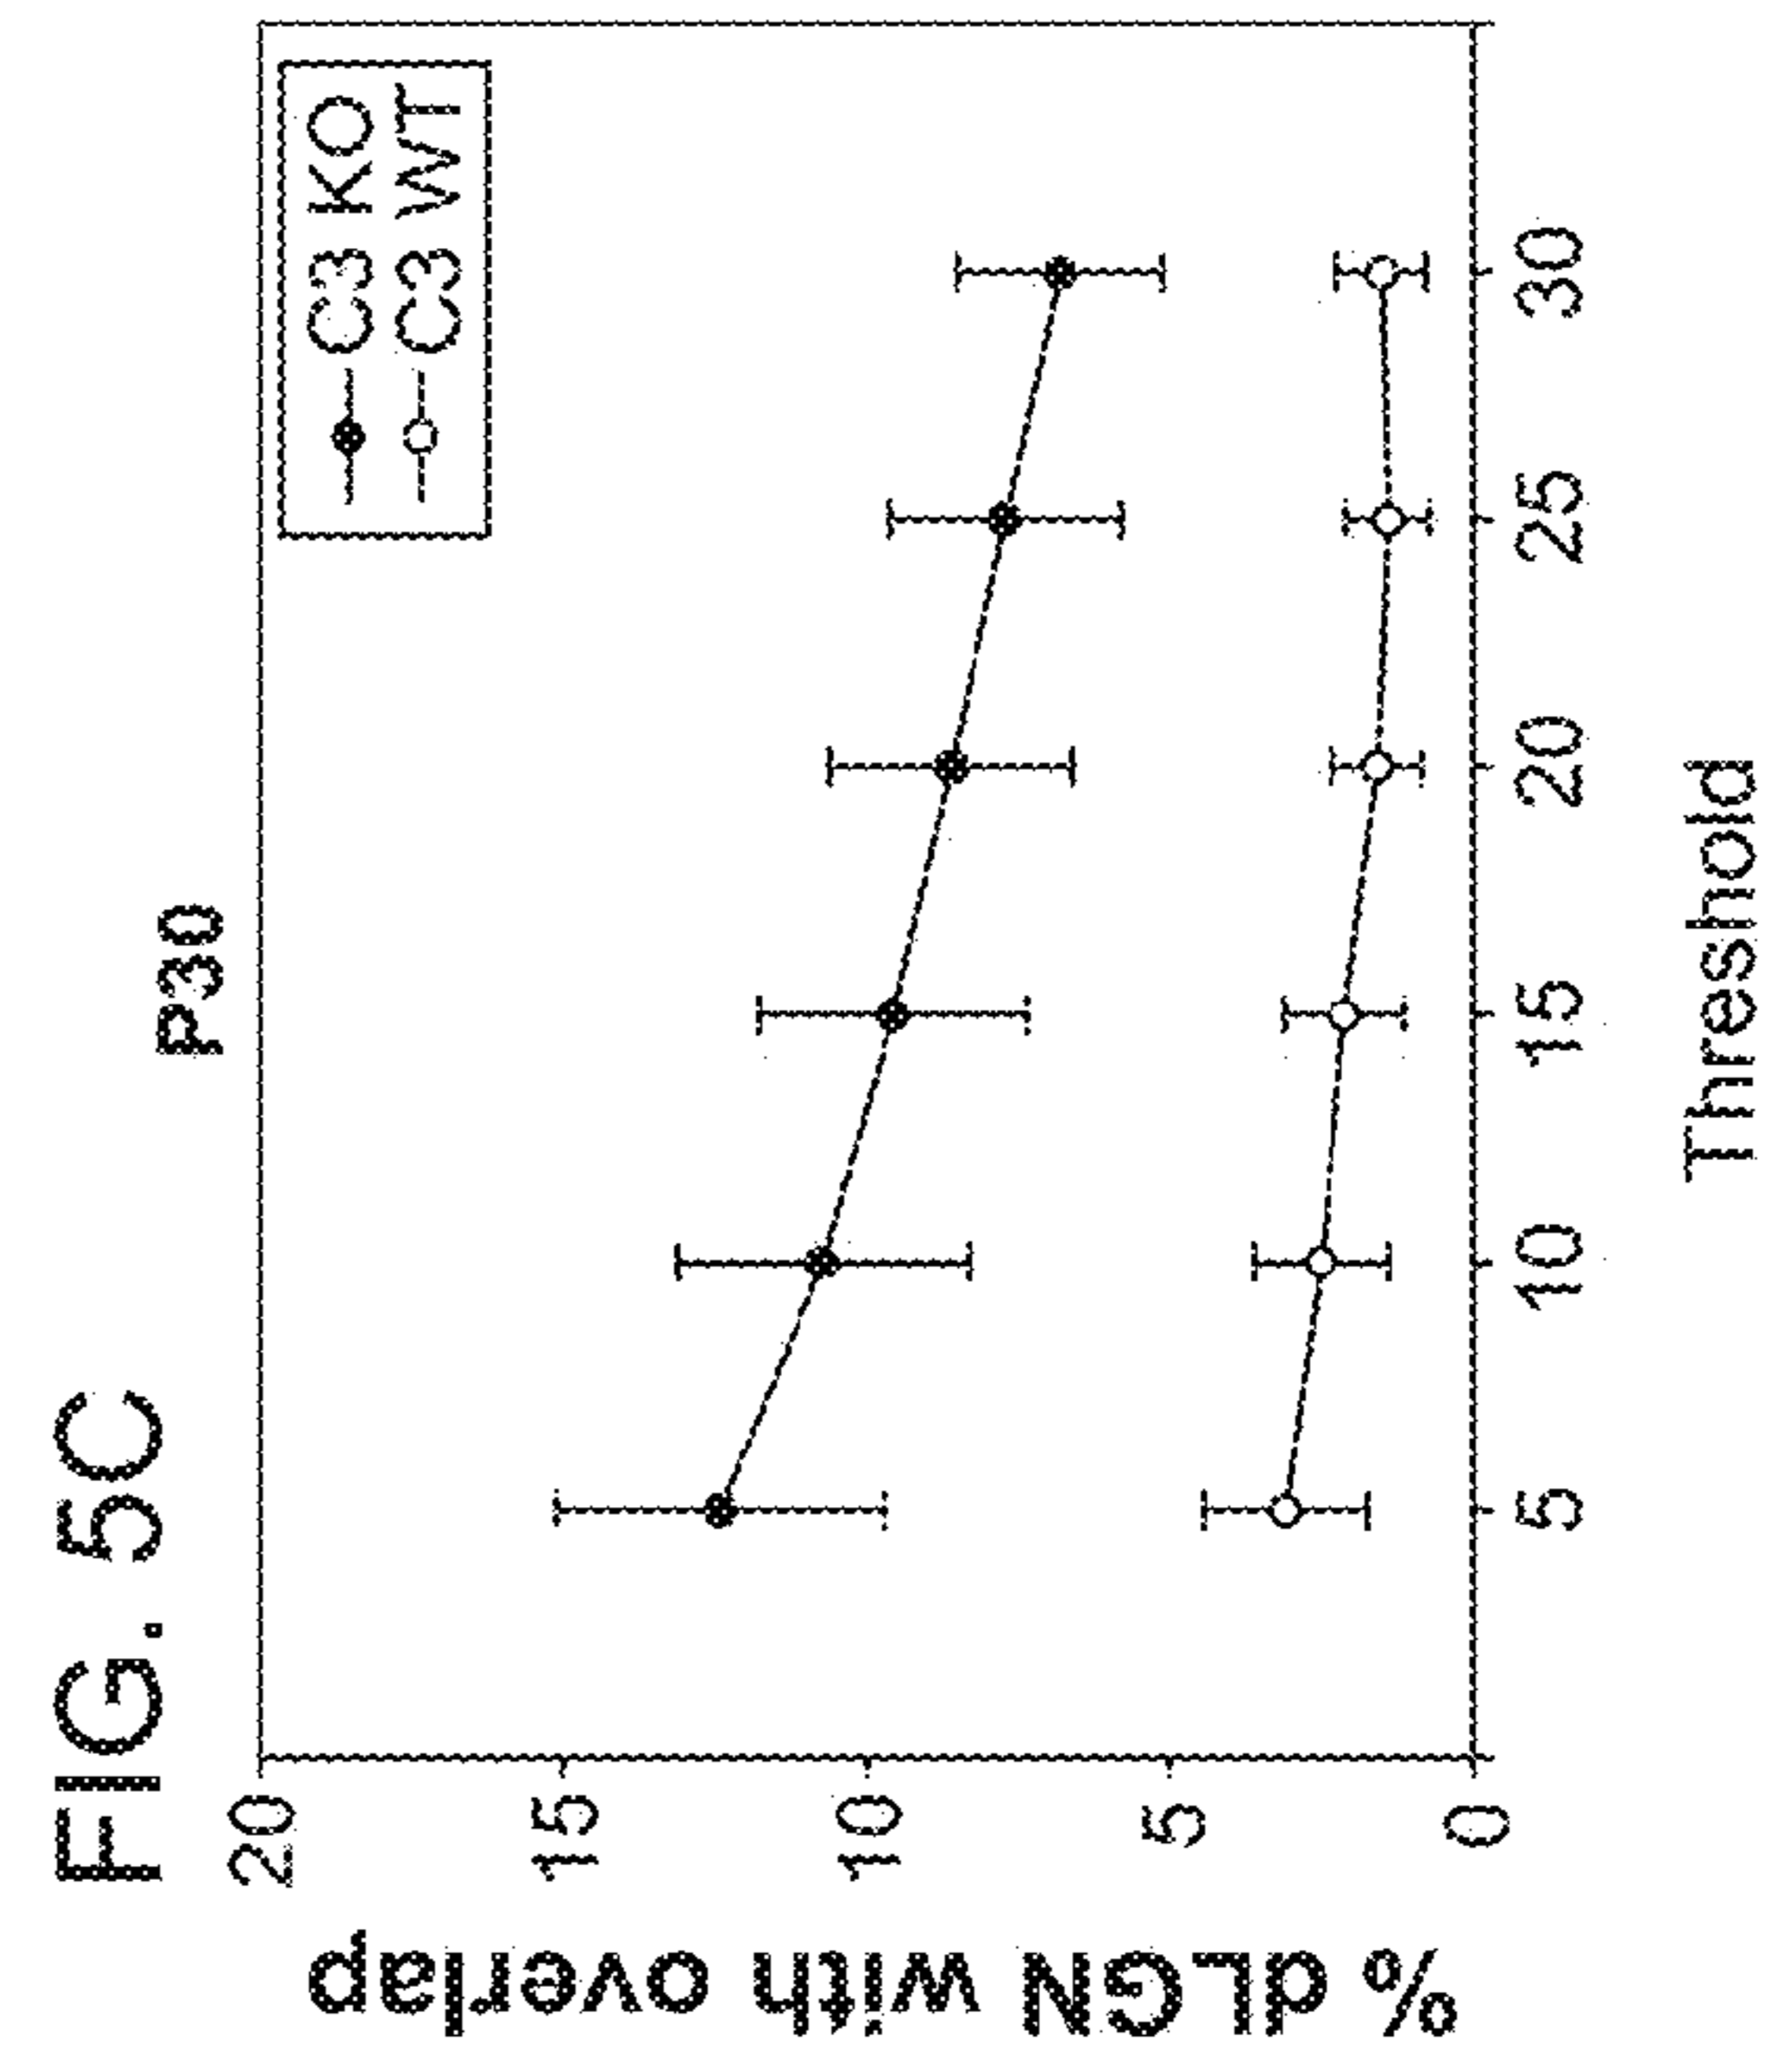 FIG. 5C
P30
C3 KO
C3 WT
% dLGN with overlap
20
15
10
5
0
5 10 15 20 25 30
Threshold